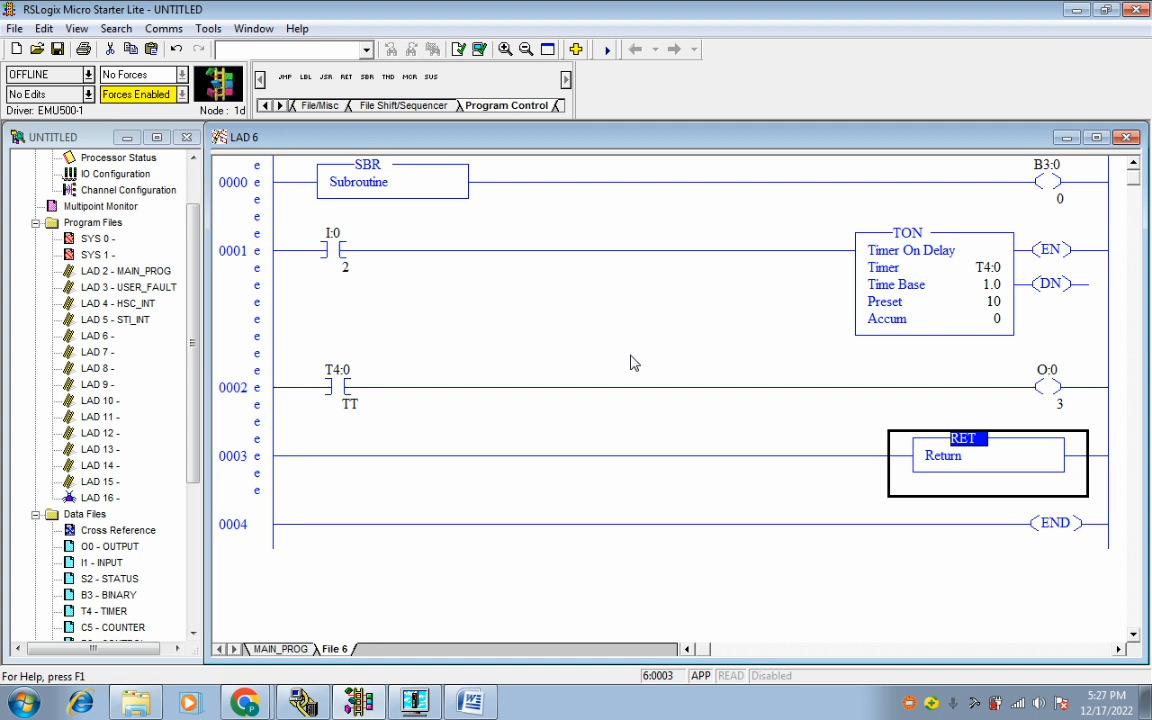 RSLogix Micro Starter Lite - UNTITLED
File Edit View Search Comms Tools Window Help
OFFLINE No Forces
No Edits Forces Enabled
Driver: EMU500-1 Node : 1d
JMP LBL JSR RET SBR TND MCR SUS
File/Misc File Shift/Sequencer Program Control
UNTITLED
Processor Status
IO Configuration
Channel Configuration
Multipoint Monitor
Program Files
SYS 0 -
SYS 1 -
LAD 2 - MAIN_PROG
LAD 3 - USER_FAULT
LAD 4 - HSC_INT
LAD 5 - STI_INT
LAD 6 -
LAD 7 -
LAD 8 -
LAD 9 -
LAD 10 -
LAD 11 -
LAD 12 -
LAD 13 -
LAD 14 -
LAD 15 -
LAD 16 -
Data Files
Cross Reference
O0 - OUTPUT
I1 - INPUT
S2 - STATUS
B3 - BINARY
T4 - TIMER
C5 - COUNTER
LAD 6
e SBR B3:0
0000 e Subroutine
e 0
e
e I:0 TON
0001 e Timer On Delay EN
e 2 Timer T4:0
e Time Base 1.0 DN
e Preset 10
e Accum 0
e
e
e T4:0 O:0
0002 e
e TT 3
e
e RET
0003 e Return
e
e
0004 END
MAIN_PROG File 6
For Help, press F1 6:0003 APP READ Disabled
5:27 PM
12/17/2022